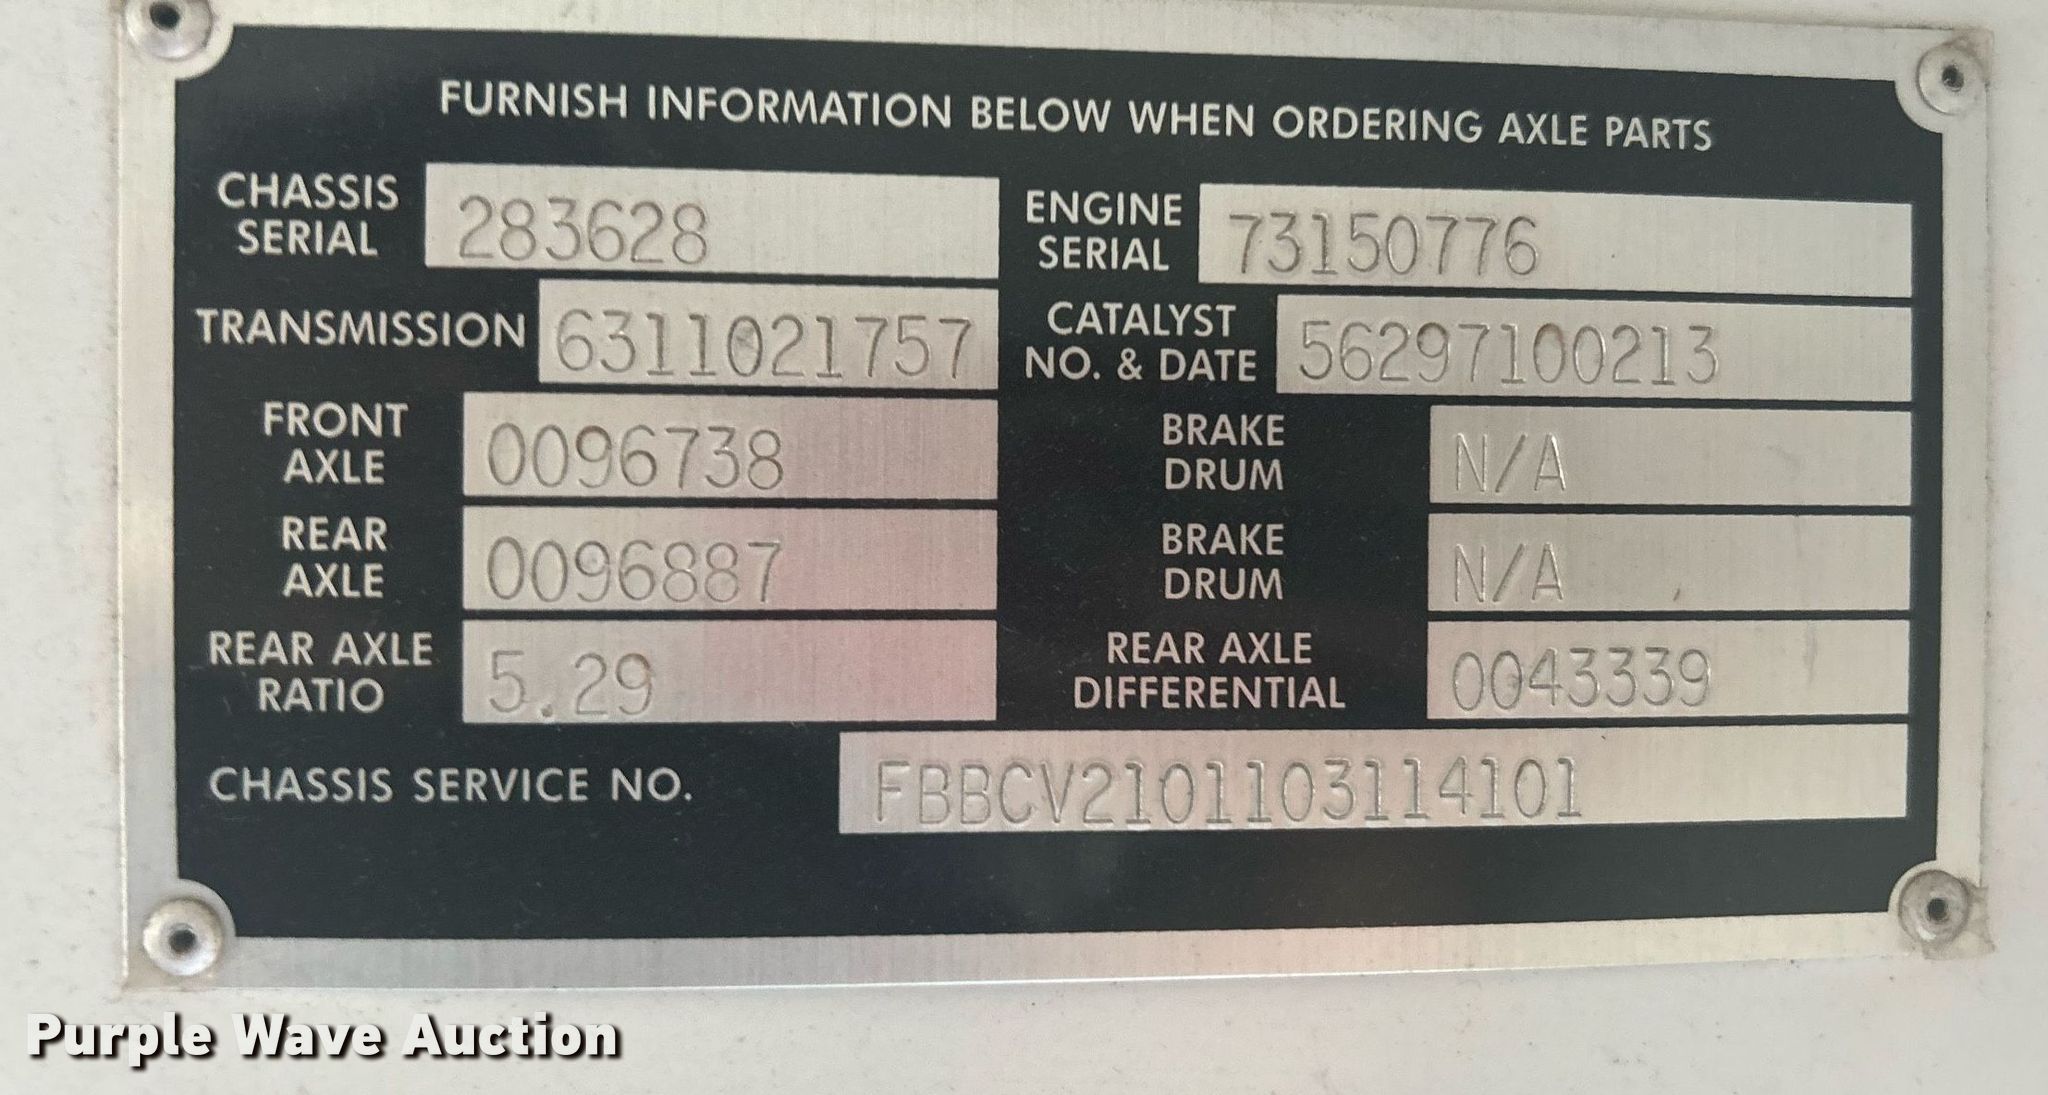 FURNISH INFORMATION BELOW WHEN ORDERING AXLE PARTS
CHASSIS SERIAL 283628
ENGINE SERIAL 73150776
TRANSMISSION 6311021757
CATALYST NO. & DATE 56297100213
FRONT AXLE 0096738
BRAKE DRUM N/A
REAR AXLE 0096887
BRAKE DRUM N/A
REAR AXLE RATIO 5.29
REAR AXLE DIFFERENTIAL 0043339
CHASSIS SERVICE NO. FBBCV2101103114101
Purple Wave Auction